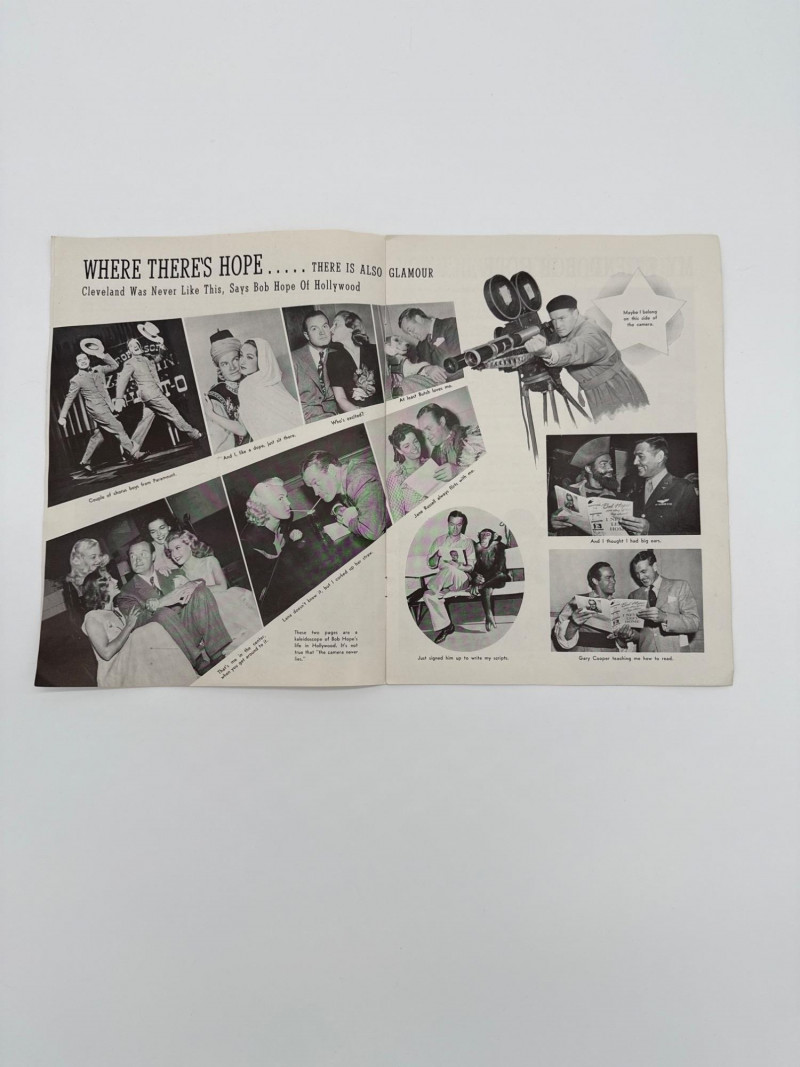 WHERE THERE'S HOPE ..... THERE IS ALSO GLAMOUR
Cleveland Was Never Like This, Says Bob Hope Of Hollywood
Maybe I belong
on this side of
the camera.
Couple of chorus boys from Paramount.
And I, like a dope, just sit there.
Who's excited?
At least Butch loves me.
Jane Russell always flirts with me.
And I thought I had big ears.
Lana doesn't know it, but I cooked up her stove.
That's me in the center,
when you get around to it.
These two pages are a
kaleidoscope of Bob Hope's
life in Hollywood. It's not
true that "the camera never
lies."
Just signed him up to write my scripts.
Gary Cooper teaching me how to read.